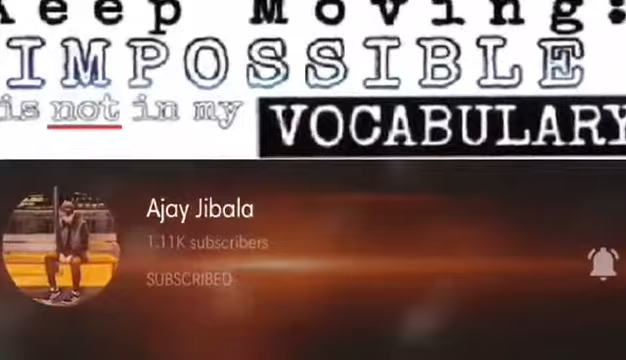 Keep Moving:
IMPOSSIBLE
is not in my VOCABULARY
Ajay Jibala
1.11K subscribers
SUBSCRIBED